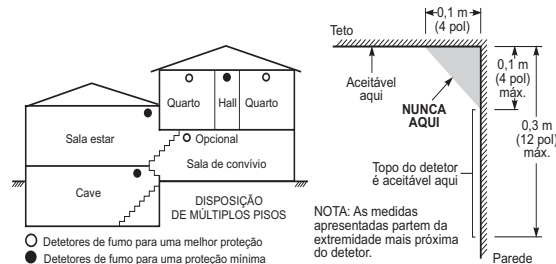 Quarto
Hall
Quarto
Sala estar
Opcional
Sala de convívio
Cave
DISPOSIÇÃO
DE MÚLTIPLOS PISOS
Detetores de fumo para uma melhor proteção
Detetores de fumo para uma proteção mínima
0,1 m
(4 pol)
Teto
Aceitável
aqui
NUNCA
AQUI
0,1 m
(4 pol)
máx.
0,3 m
(12 pol)
máx.
Topo do detetor
é aceitável aqui
NOTA: As medidas
apresentadas partem da
extremidade mais próxima
do detetor.
Parede